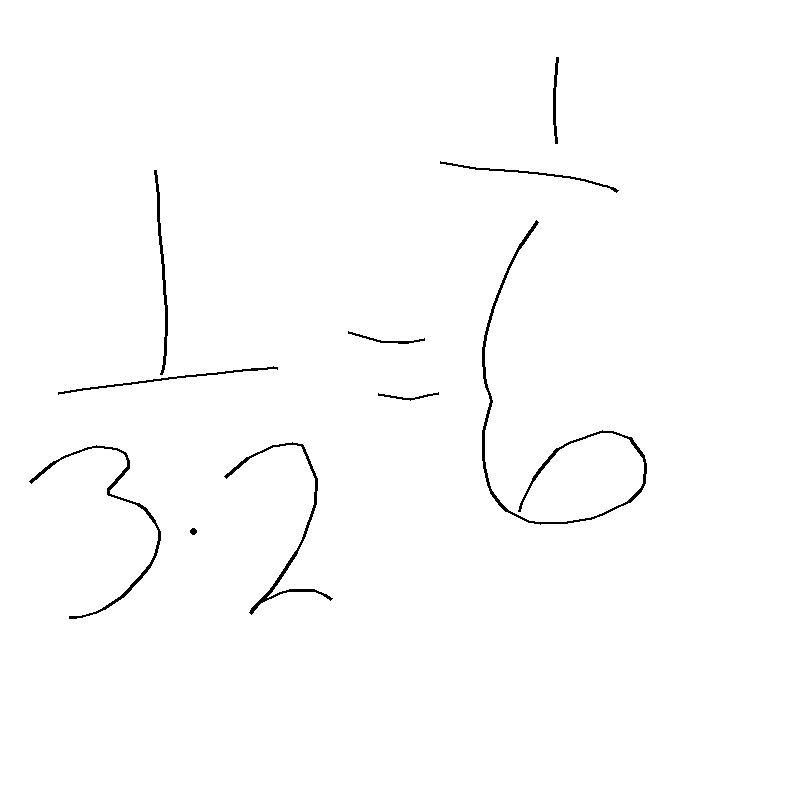 1/(3·2) = 1/6